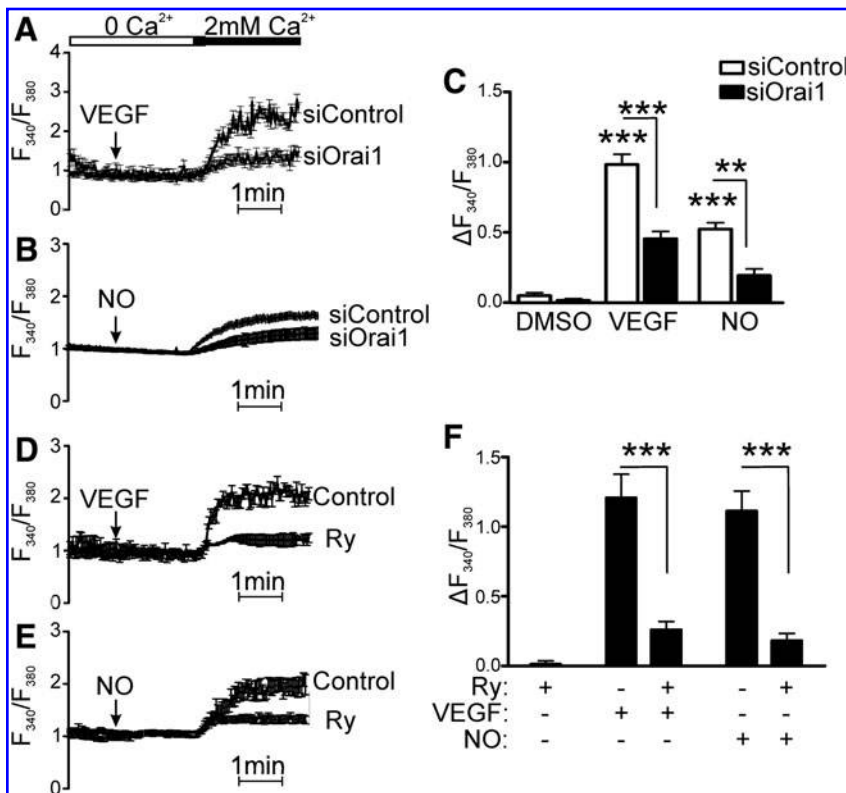 A
0 Ca²⁺ 2mM Ca²⁺
F340/F380
4
3
2
1
0
VEGF
siControl
siOrai1
1min
B
F340/F380
3
2
1
0
NO
siControl
siOrai1
1min
C
siControl
siOrai1
ΔF340/F380
1.5
1.0
0.5
0.0
***
***
**
***
DMSO VEGF NO
D
F340/F380
3
2
1
0
VEGF
Control
Ry
1min
E
F340/F380
3
2
1
0
NO
Control
Ry
1min
F
ΔF340/F380
1.5
1.0
0.5
0.0
*** ***
Ry: + - + - +
VEGF: - + + - -
NO: - - - + +